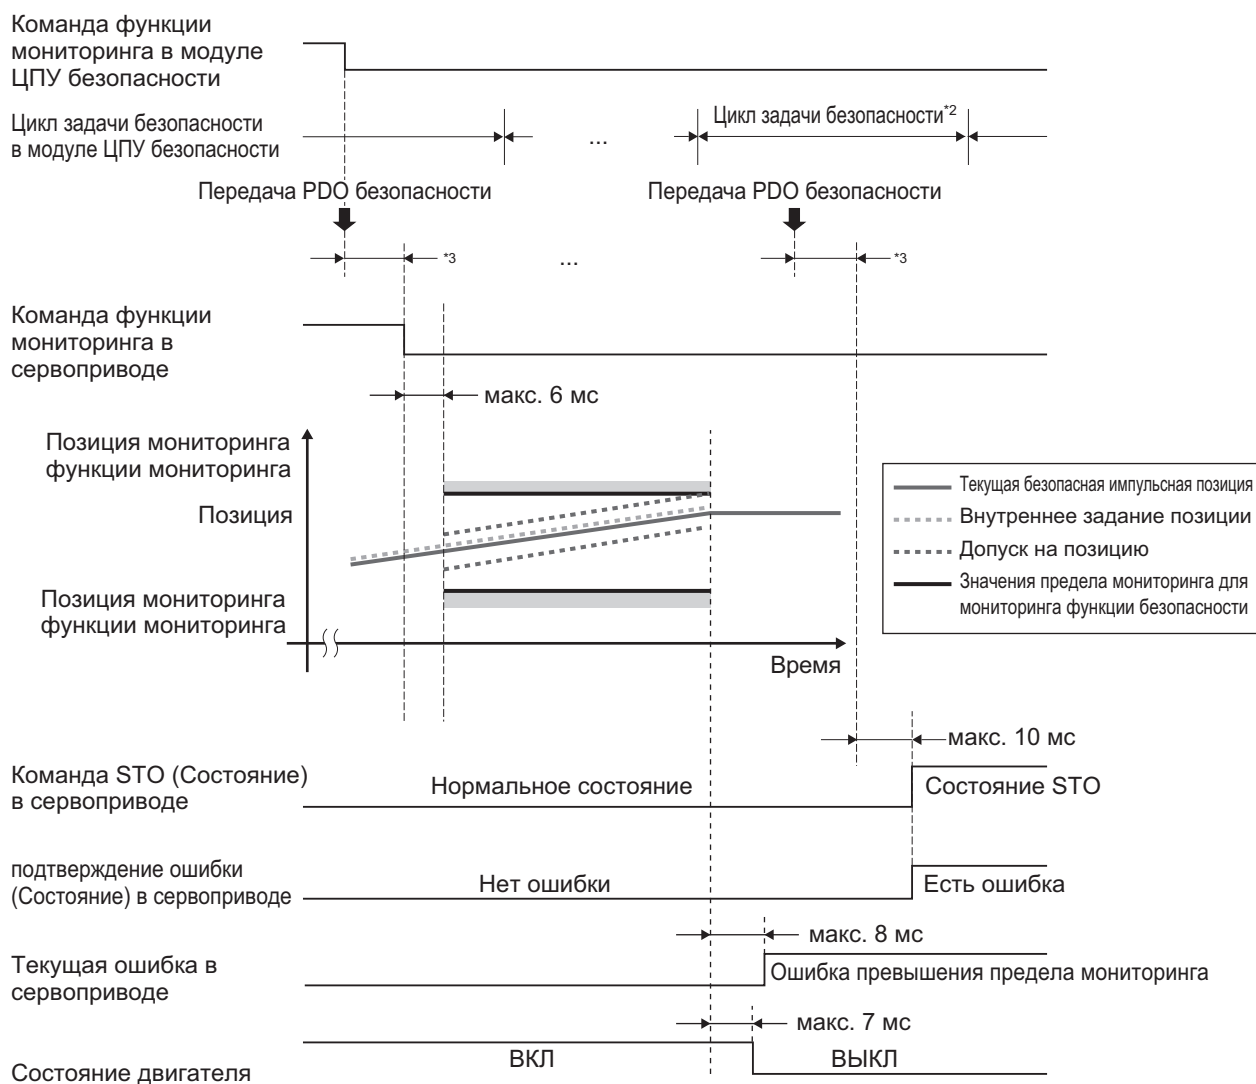 Команда функции
мониторинга в модуле
ЦПУ безопасности
Цикл задачи безопасности
в модуле ЦПУ безопасности
...
Цикл задачи безопасности*2
Передача PDO безопасности
Передача PDO безопасности
*3
...
*3
Команда функции
мониторинга в
сервоприводе
макс. 6 мс
Позиция мониторинга
функции мониторинга
Позиция
Позиция мониторинга
функции мониторинга
Время
Текущая безопасная импульсная позиция
Внутреннее задание позиции
Допуск на позицию
Значения предела мониторинга для
мониторинга функции безопасности
макс. 10 мс
Команда STO (Состояние)
в сервоприводе
Нормальное состояние
Состояние STO
подтверждение ошибки
(Состояние) в сервоприводе
Нет ошибки
Есть ошибка
макс. 8 мс
Текущая ошибка в
сервоприводе
Ошибка превышения предела мониторинга
макс. 7 мс
Состояние двигателя
ВКЛ
ВЫКЛ